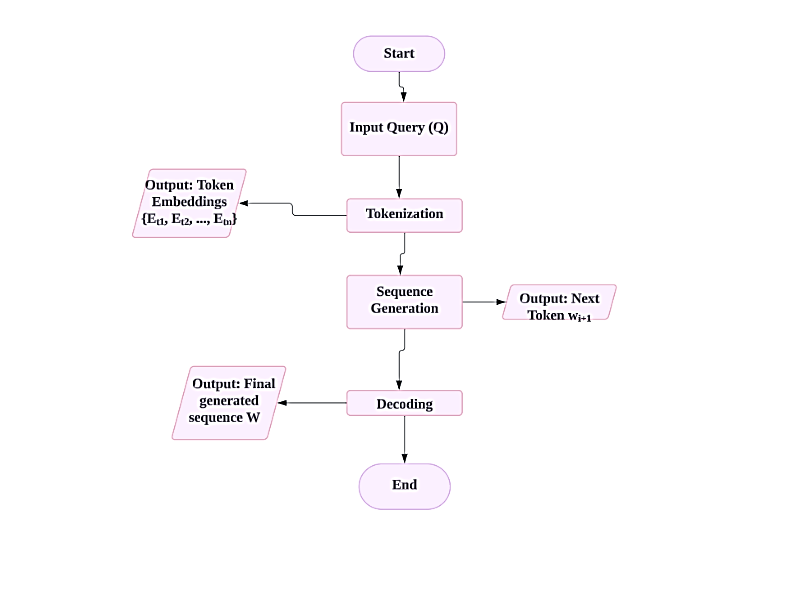 Start
Input Query (Q)
Output: Token
Embeddings
{Eₜ₁, Eₜ₂, ..., Eₜₙ}
Tokenization
Sequence
Generation
Output: Next
Token wᵢ₊₁
Output: Final
generated
sequence W
Decoding
End